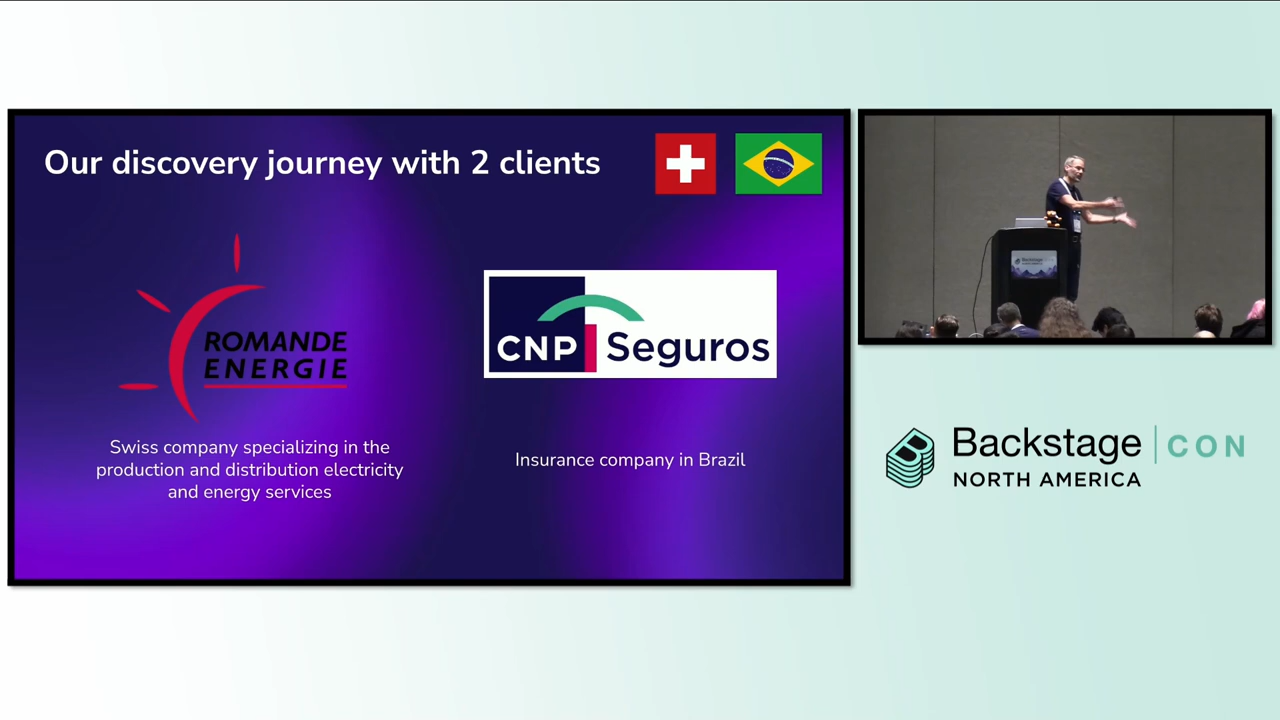 Our discovery journey with 2 clients
ROMANDE
ENERGIE
CNP Seguros
Swiss company specializing in the
production and distribution electricity
and energy services
Insurance company in Brazil
Backstage
Backstage CON
NORTH AMERICA